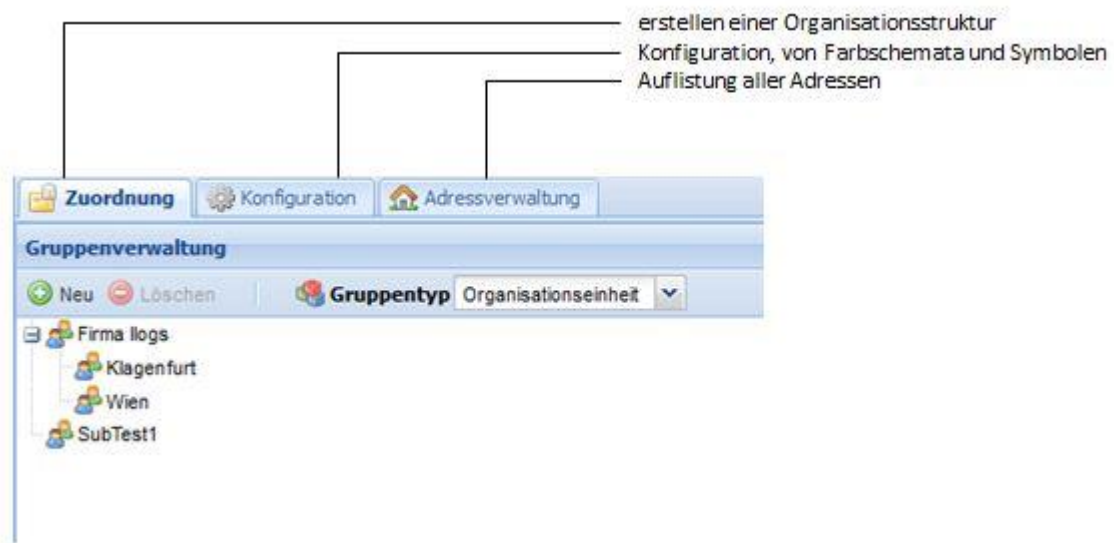 erstellen einer Organisationsstruktur
Konfiguration, von Farbschemata und Symbolen
Auflistung aller Adressen
Zuordnung Konfiguration Adressverwaltung
Gruppenverwaltung
Neu Löschen Gruppentyp Organisationseinheit
Firma llogs
Klagenfurt
Wien
SubTest1